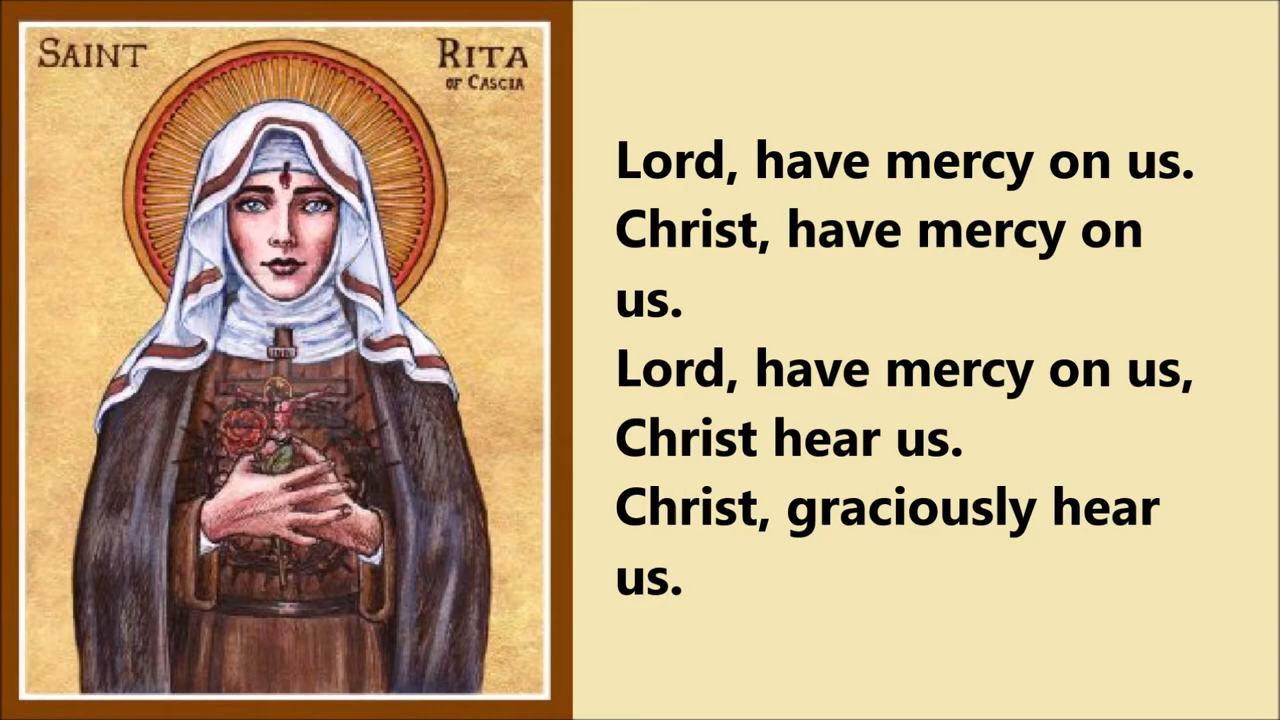 SAINT RITA
OF CASCIA
Lord, have mercy on us.
Christ, have mercy on
us.
Lord, have mercy on us,
Christ hear us.
Christ, graciously hear
us.